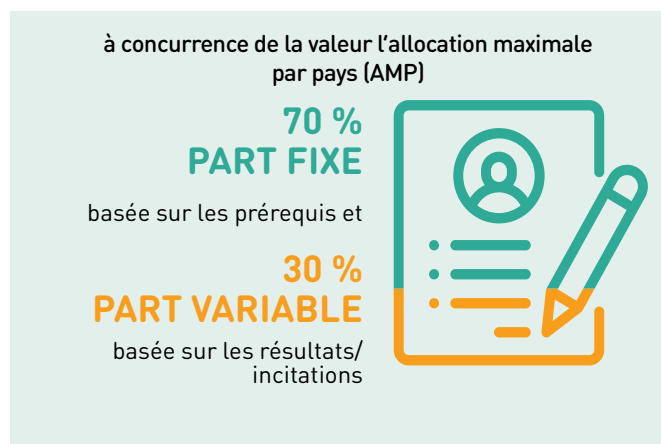 à concurrence de la valeur l’allocation maximale
par pays (AMP)
70 %
PART FIXE
basée sur les prérequis et
30 %
PART VARIABLE
basée sur les résultats/
incitations